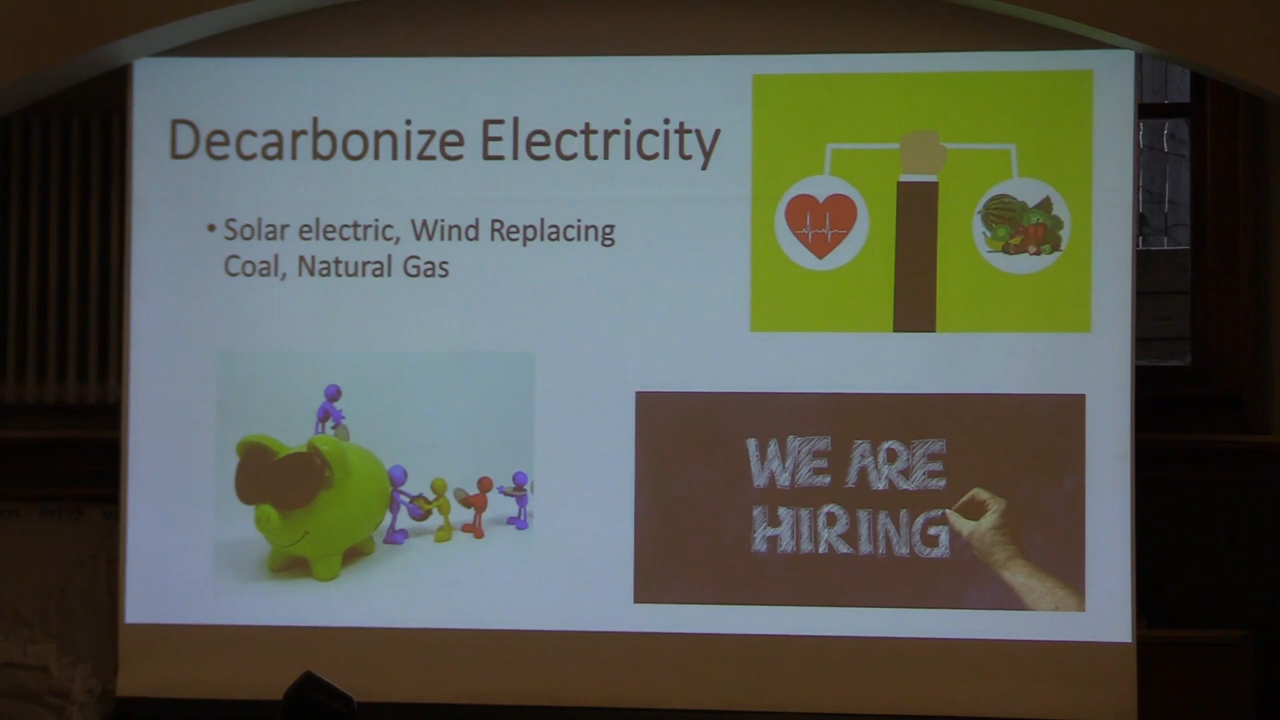 Decarbonize Electricity
• Solar electric, Wind Replacing
Coal, Natural Gas
WE ARE
HIRING